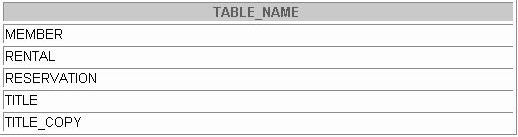 TABLE_NAME
MEMBER
RENTAL
RESERVATION
TITLE
TITLE_COPY